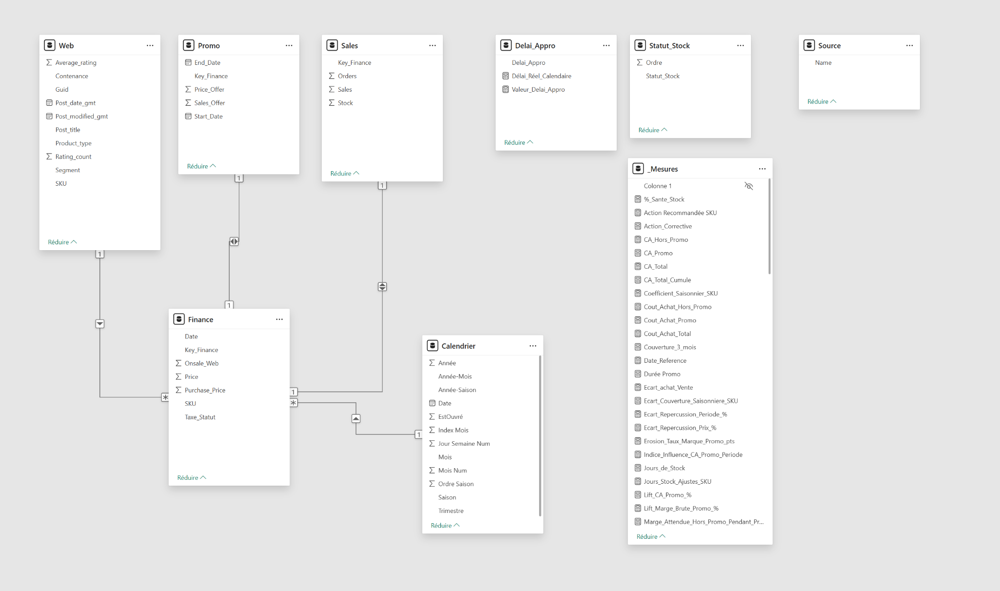 Web
Average_rating
Contenance
Guid
Post_date_gmt
Post_modified_gmt
Post_title
Product_type
Rating_count
Segment
SKU
Réduire
1
Promo
End_Date
Key_Finance
Price_Offer
Sales_Offer
Start_Date
Réduire
1
Sales
Key_Finance
Orders
Sales
Stock
Réduire
1
Delai_Appro
Delai_Appro
Délai_Réel_Calendaire
Valeur_Delai_Appro
Réduire
Statut_Stock
Ordre
Statut_Stock
Réduire
Source
Name
Réduire
_Mesures
Colonne 1
%_Sante_Stock
Action Recommandée SKU
Action_Corrective
CA_Hors_Promo
CA_Promo
CA_Total
CA_Total_Cumule
Coefficient_Saisonnier_SKU
Cout_Achat_Hors_Promo
Cout_Achat_Promo
Cout_Achat_Total
Couverture_3_mois
Date_Reference
Durée Promo
Ecart_achat_Vente
Ecart_Couverture_Saisonniere_SKU
Ecart_Repercussion_Periode_%
Ecart_Repercussion_Prix_%
Erosion_Taux_Marque_Promo_pts
Indice_Influence_CA_Promo_Periode
Jours_de_Stock
Jours_Stock_Ajustes_SKU
Lift_CA_Promo_%
Lift_Marge_Brute_Promo_%
Marge_Attendue_Hors_Promo_Pendant_Pr...
Réduire
1
Finance
Date
Key_Finance
Onsale_Web
Price
Purchase_Price
SKU
Taxe_Statut
Réduire
*
1
*
1
Calendrier
Année
Année-Mois
Année-Saison
Date
EstOuvré
Index Mois
Jour Semaine Num
Mois
Mois Num
Ordre Saison
Saison
Trimestre
Réduire